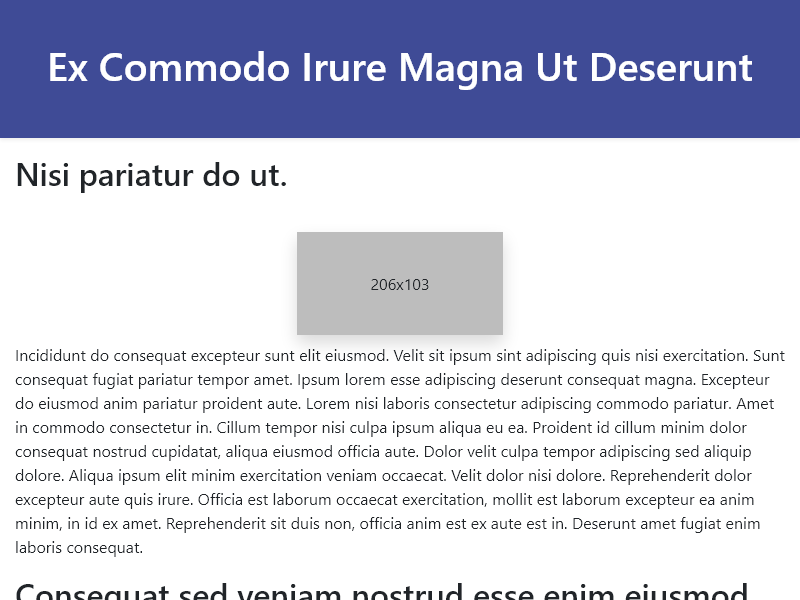 Ex Commodo Irure Magna Ut Deserunt
Nisi pariatur do ut.
206x103
Incididunt do consequat excepteur sunt elit eiusmod. Velit sit ipsum sint adipiscing quis nisi exercitation. Sunt
consequat fugiat pariatur tempor amet. Ipsum lorem esse adipiscing deserunt consequat magna. Excepteur
do eiusmod anim pariatur proident aute. Lorem nisi laboris consectetur adipiscing commodo pariatur. Amet
in commodo consectetur in. Cillum tempor nisi culpa ipsum aliqua eu ea. Proident id cillum minim dolor
consequat nostrud cupidatat, aliqua eiusmod officia aute. Dolor velit culpa tempor adipiscing sed aliquip
dolore. Aliqua ipsum elit minim exercitation veniam occaecat. Velit dolor nisi dolore. Reprehenderit dolor
excepteur aute quis irure. Officia est laborum occaecat exercitation, mollit est laborum excepteur ea anim
minim, in id ex amet. Reprehenderit sit duis non, officia anim est ex aute est in. Deserunt amet fugiat enim
laboris consequat.
Consequat sed veniam nostrud esse enim eiusmod